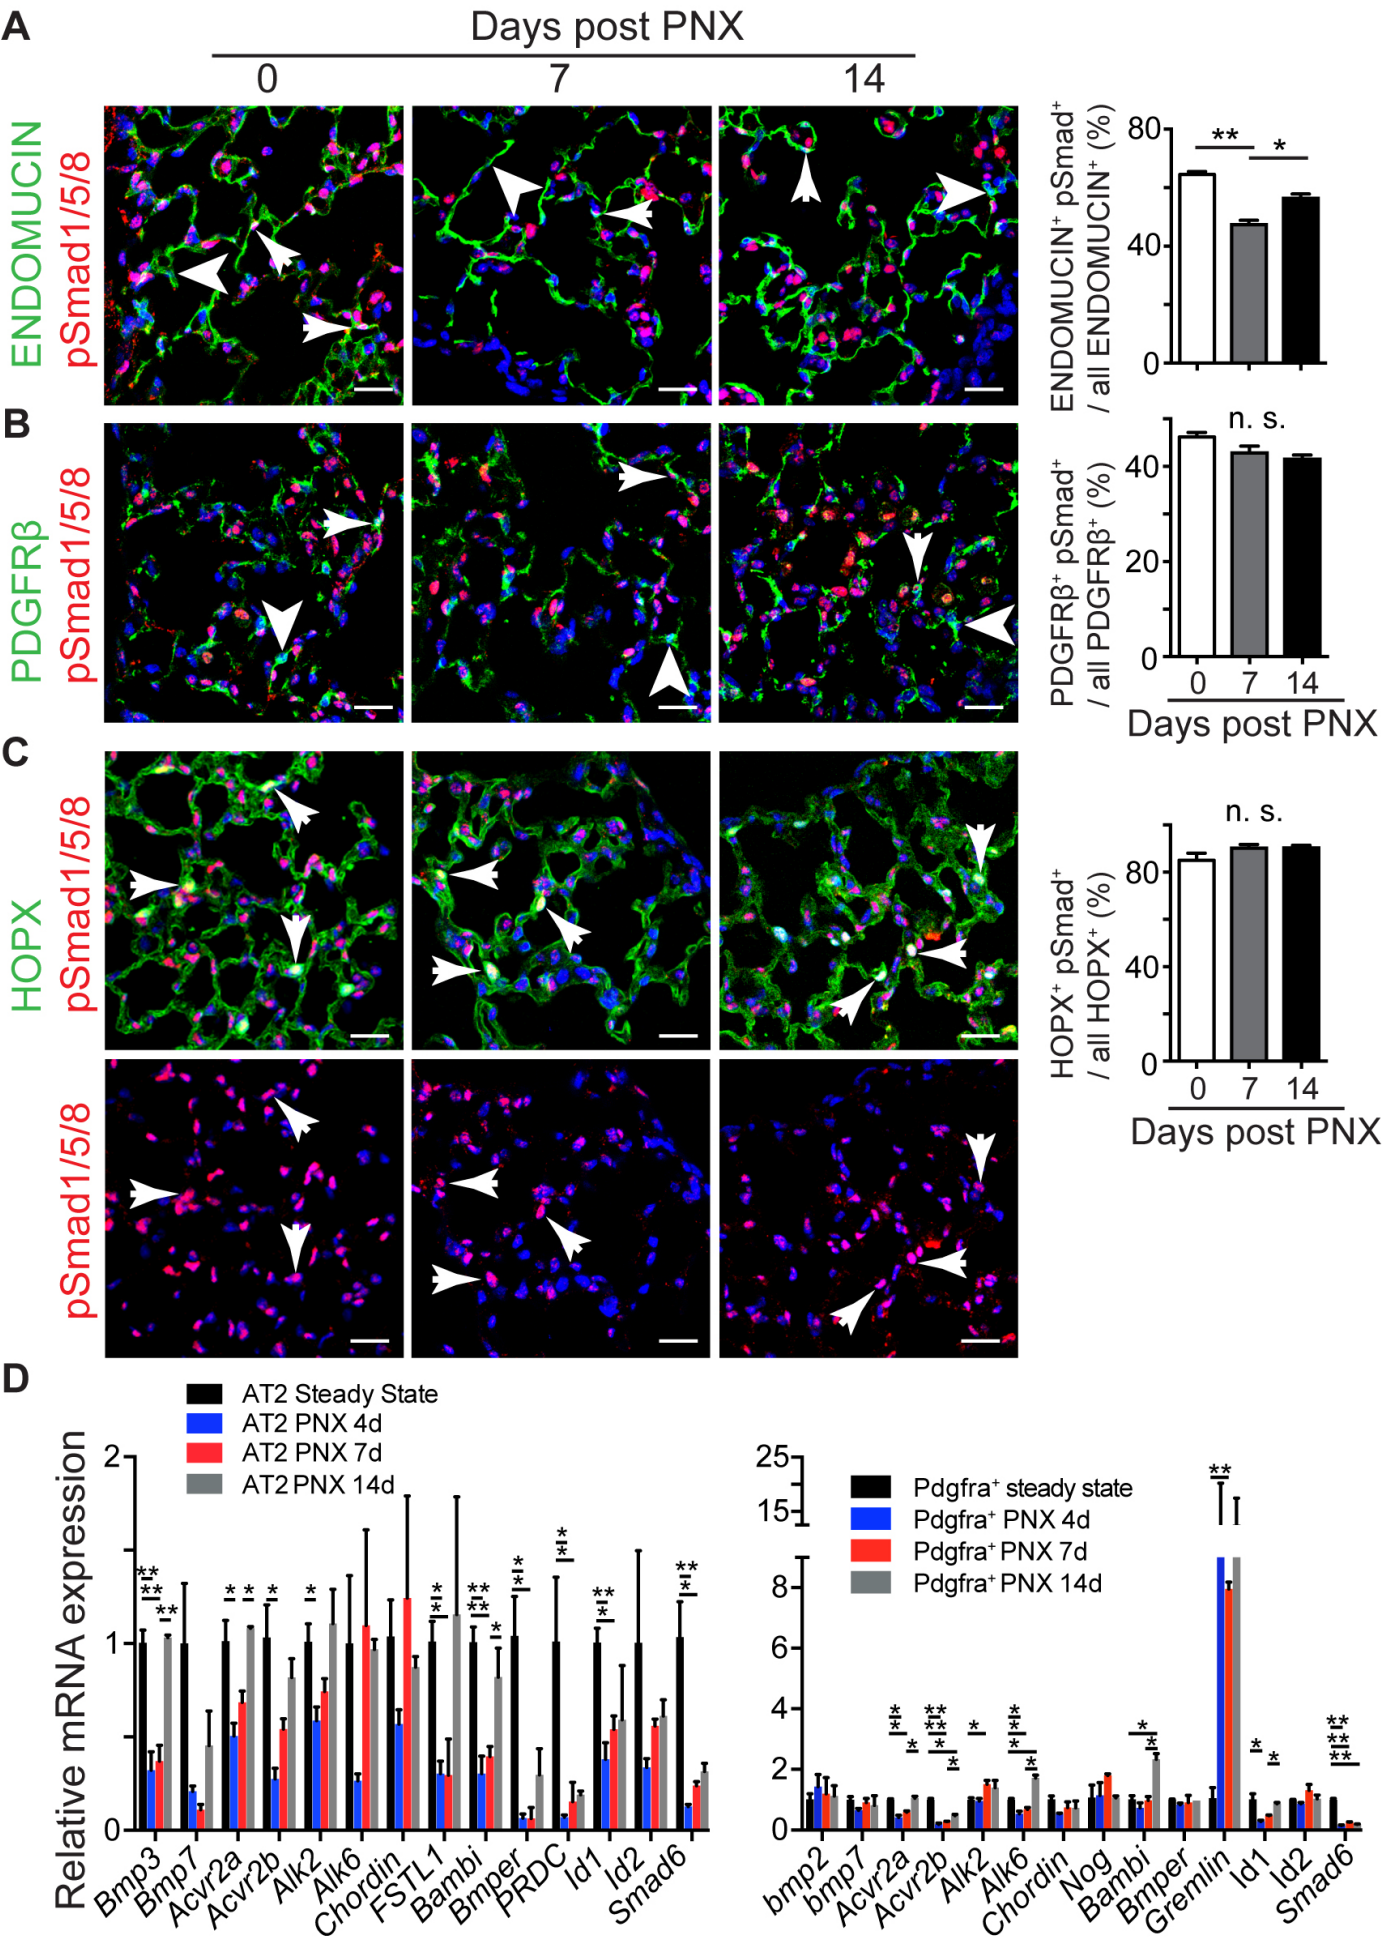 A
Days post PNX
0 7 14
ENDOMUCIN
pSmad1/5/8
ENDOMUCIN⁺ pSmad⁺
/ all ENDOMUCIN⁺ (%)
80
40
0
** *
B
PDGFRβ
pSmad1/5/8
PDGFRβ⁺ pSmad⁺
/ all PDGFRβ⁺ (%)
n. s.
40
20
0
0 7 14
Days post PNX
C
HOPX
pSmad1/5/8
HOPX⁺ pSmad⁺
/ all HOPX⁺ (%)
n. s.
80
40
0
0 7 14
Days post PNX
pSmad1/5/8
D
Relative mRNA expression
AT2 Steady State
AT2 PNX 4d
AT2 PNX 7d
AT2 PNX 14d
2
1
0
Bmp3 Bmp7 Acvr2a Acvr2b Alk2 Alk6 Chordin FSTL1 Bambi Bmper PRDC Id1 Id2 Smad6
Pdgfra⁺ steady state
Pdgfra⁺ PNX 4d
Pdgfra⁺ PNX 7d
Pdgfra⁺ PNX 14d
25
15
8
6
4
2
0
bmp2 bmp7 Acvr2a Acvr2b Alk2 Alk6 Chordin Nog Bambi Bmper Gremlin Id1 Id2 Smad6